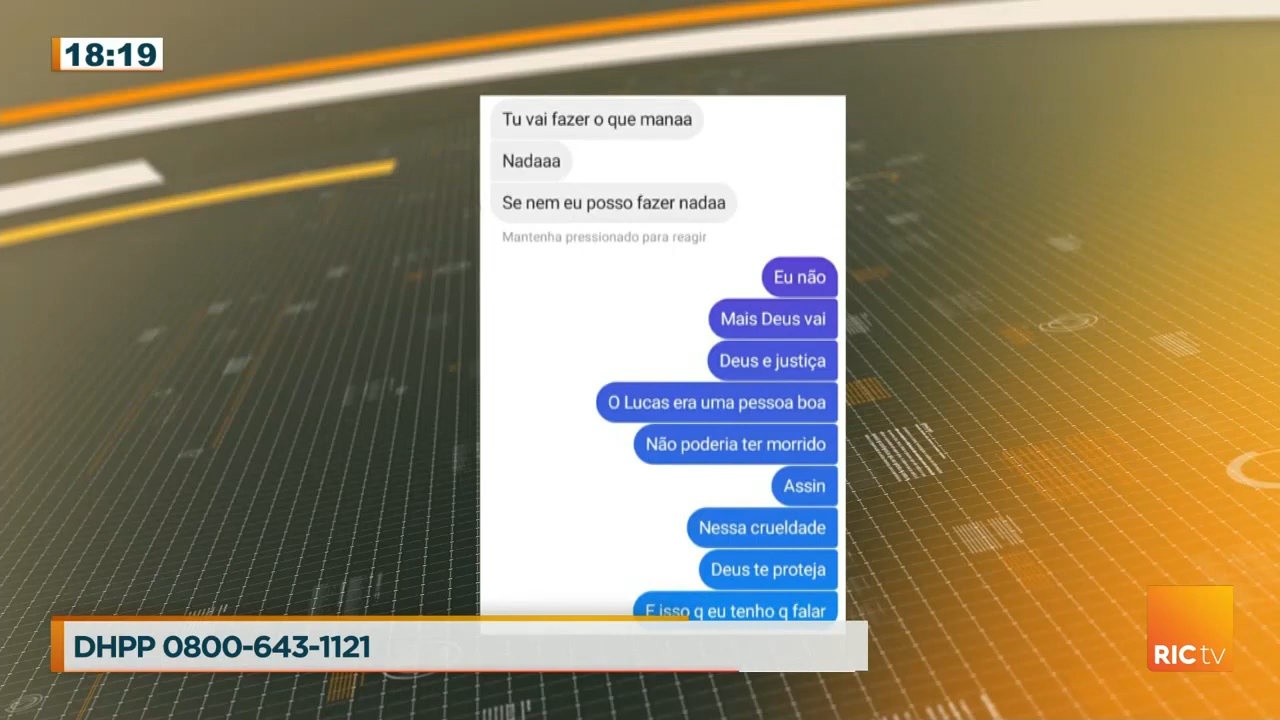 18:19
Tu vai fazer o que manaa
Nadaaa
Se nem eu posso fazer nadaa
Mantenha pressionado para reagir
Eu não
Mais Deus vai
Deus e justiça
O Lucas era uma pessoa boa
Não poderia ter morrido
Assin
Nessa crueldade
Deus te proteja
E isso q eu tenho q falar
DHPP 0800-643-1121
RIC tv